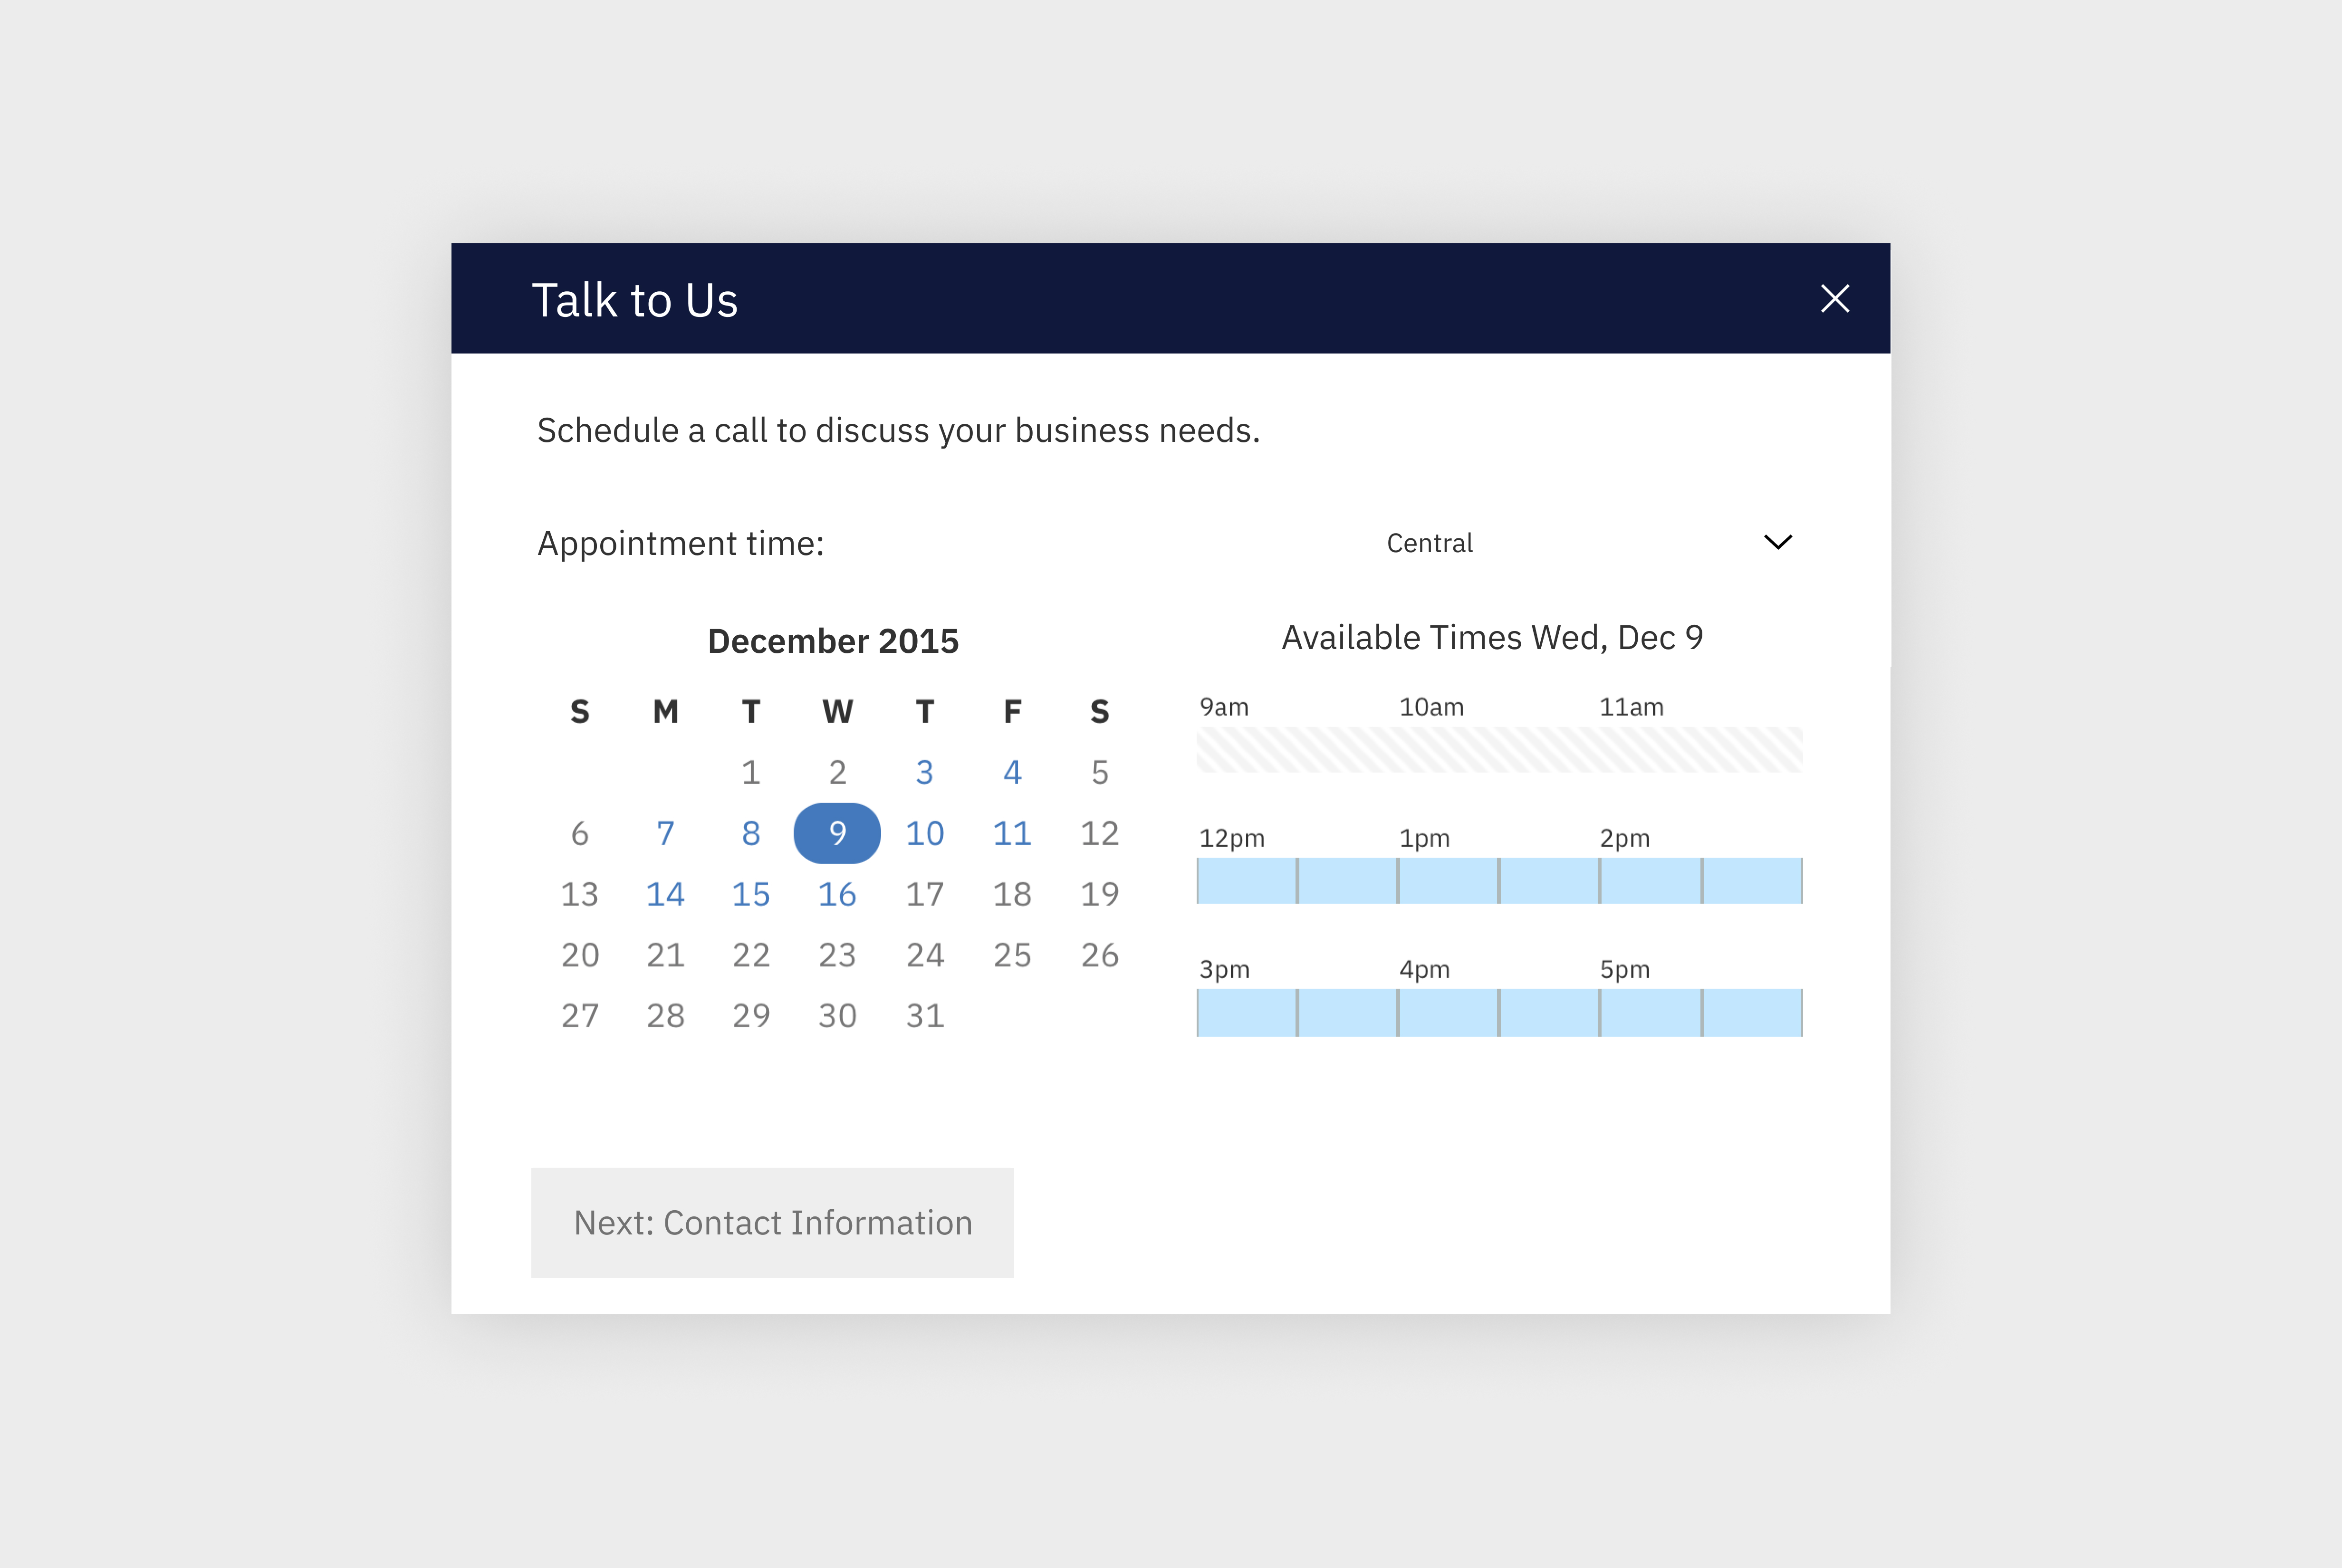 Talk to Us
Schedule a call to discuss your business needs.
Appointment time:
Central
December 2015
S M T W T F S
1 2 3 4 5
6 7 8 9 10 11 12
13 14 15 16 17 18 19
20 21 22 23 24 25 26
27 28 29 30 31
Available Times Wed, Dec 9
9am 10am 11am
12pm 1pm 2pm
3pm 4pm 5pm
Next: Contact Information